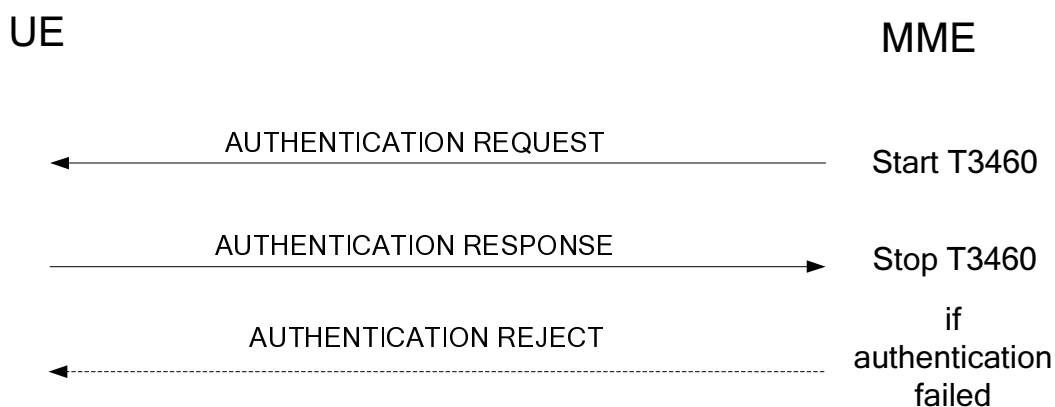 UE
MME
AUTHENTICATION REQUEST
Start T3460
AUTHENTICATION RESPONSE
Stop T3460
AUTHENTICATION REJECT
if
authentication
failed